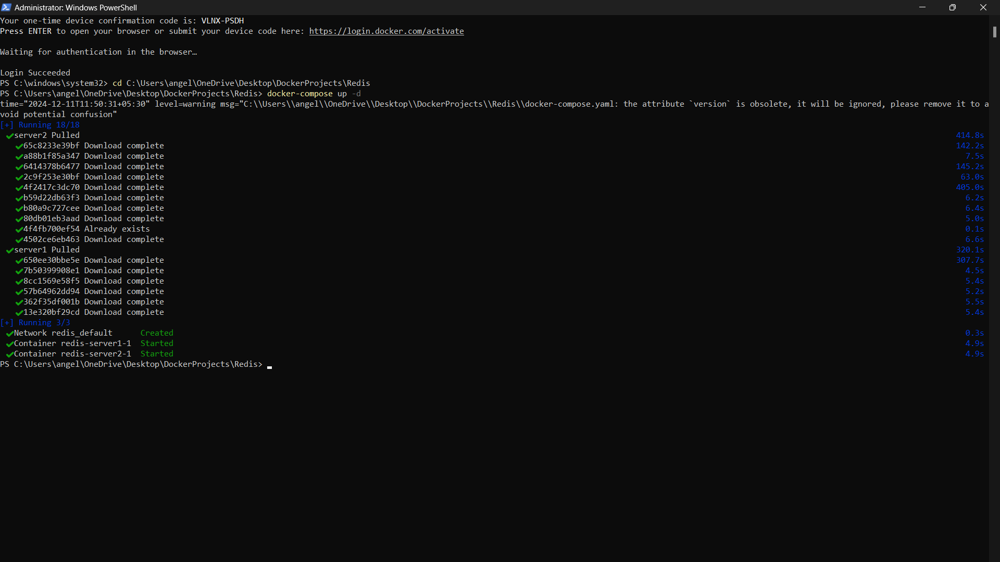 Administrator: Windows PowerShell
Your one-time device confirmation code is: VLNX-PSDH
Press ENTER to open your browser or submit your device code here: https://login.docker.com/activate
Waiting for authentication in the browser…
Login Succeeded
PS C:\windows\system32> cd C:\Users\angel\OneDrive\Desktop\DockerProjects\Redis
PS C:\Users\angel\OneDrive\Desktop\DockerProjects\Redis> docker-compose up -d
time="2024-12-11T11:50:31+05:30" level=warning msg="C:\\Users\\angel\\OneDrive\\Desktop\\DockerProjects\\Redis\\docker-compose.yaml: the attribute `version` is obsolete, it will be ignored, please remove it to a
void potential confusion"
[+] Running 18/18
✔server2 Pulled 414.8s
✔65c8233e39bf Download complete 142.2s
✔a88b1f85a347 Download complete 7.5s
✔6414378b6477 Download complete 145.2s
✔2c9f253e30bf Download complete 63.0s
✔4f2417c3dc70 Download complete 405.0s
✔b59d22db63f3 Download complete 6.2s
✔b80a9c727cee Download complete 6.4s
✔80db01eb3aad Download complete 5.0s
✔4f4fb700ef54 Already exists 0.1s
✔4502ce6eb463 Download complete 6.6s
✔server1 Pulled 320.1s
✔650ee30bbe5e Download complete 307.7s
✔7b50399908e1 Download complete 4.5s
✔8cc1569e58f5 Download complete 5.4s
✔57b64962dd94 Download complete 5.2s
✔362f35df001b Download complete 5.5s
✔13e320bf29cd Download complete 5.4s
[+] Running 3/3
✔Network redis_default Created 0.3s
✔Container redis-server1-1 Started 4.9s
✔Container redis-server2-1 Started 4.9s
PS C:\Users\angel\OneDrive\Desktop\DockerProjects\Redis>